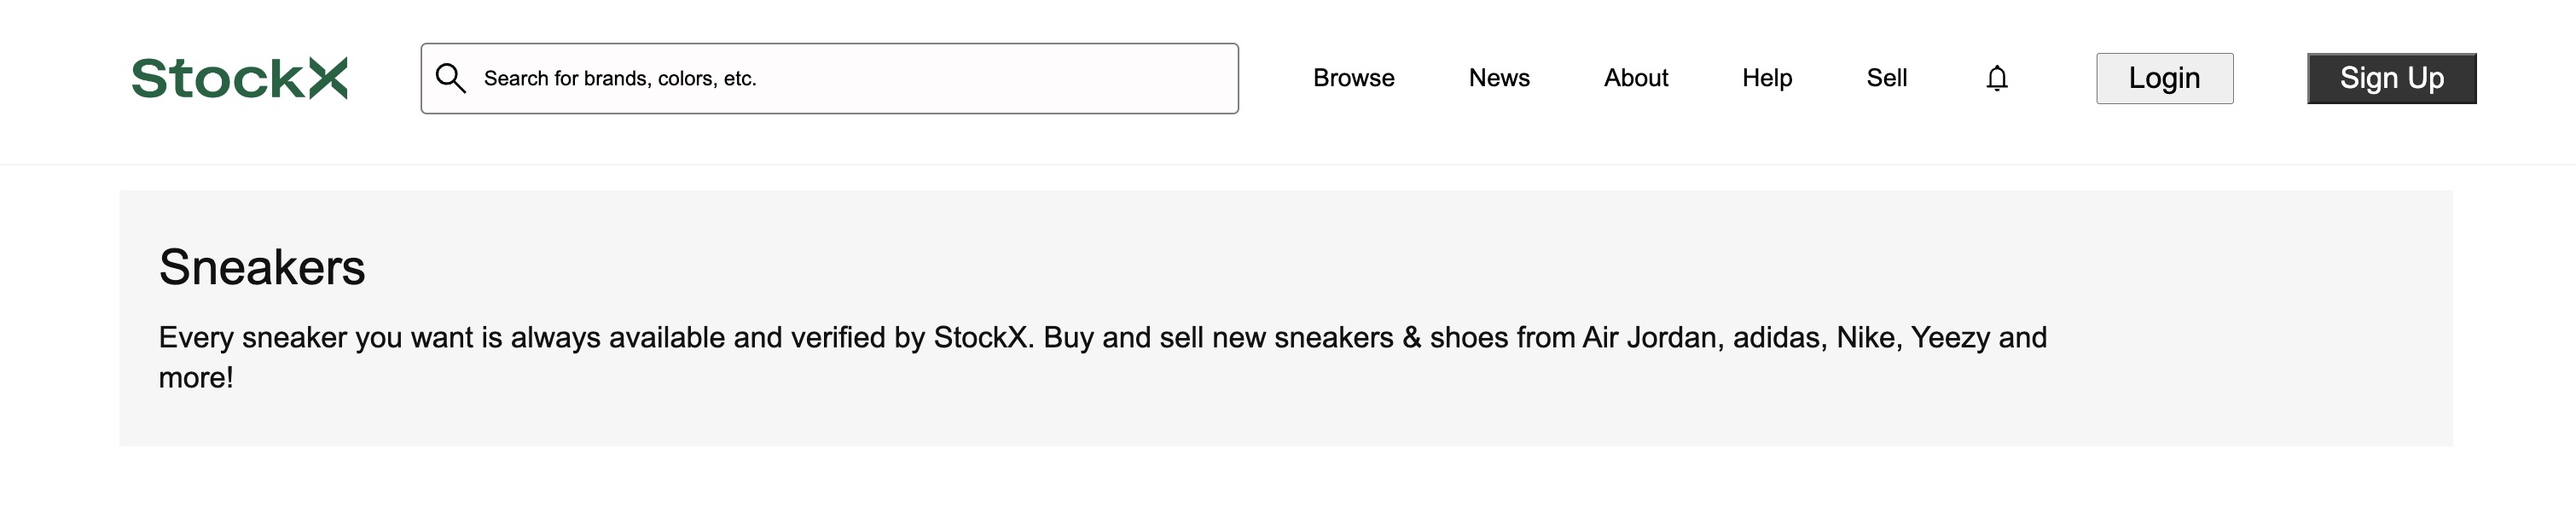 StockX
Search for brands, colors, etc.
Browse
News
About
Help
Sell
Login
Sign Up
Sneakers
Every sneaker you want is always available and verified by StockX. Buy and sell new sneakers & shoes from Air Jordan, adidas, Nike, Yeezy and
more!